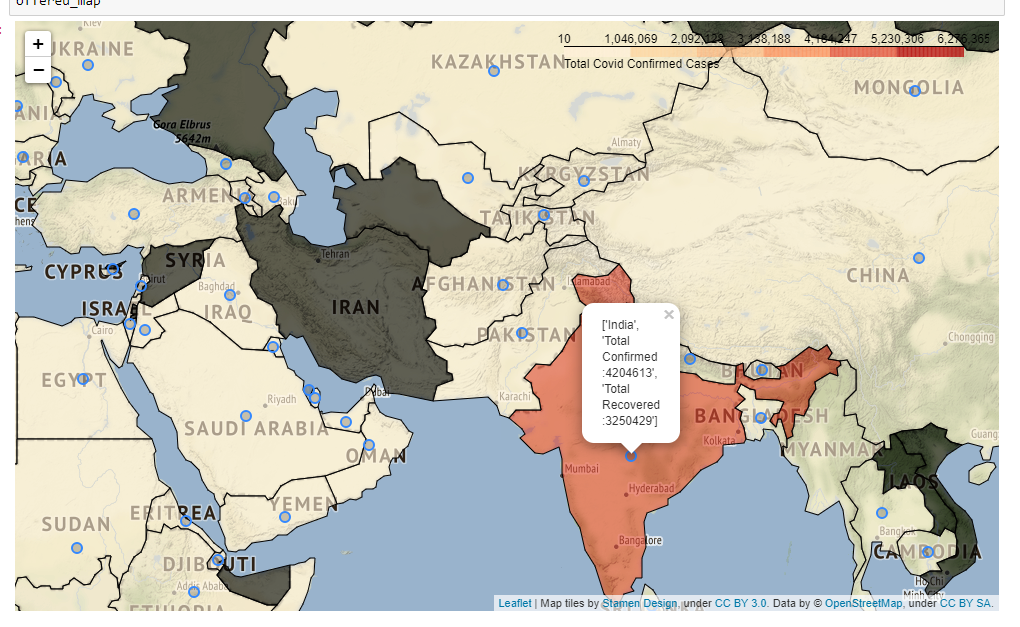 offered_map
+
−
10 1,046,069 2,092,128 3,138,188 4,184,247 5,230,306 6,276,365
Total Covid Confirmed Cases
Kiev
UKRAINE
KAZAKHSTAN
MONGOLIA
Gora Elbrus
5642m
Almaty
KYRGYZSTAN
ARMENI
Baku
TAJIKISTAN
hens
Tehran
SYRIA
CYPRUS
rut
Baghdad
AFGHANISTAN
Islamabad
CHINA
ISRAEL
IRAQ
IRAN
Cairo
PAKISTAN
Chongqing
['India',
'Total
Confirmed
:4204613',
'Total
Recovered
:3250429']
×
EGYPT
BHUTAN
Riyadh
Dubai
Karachi
SAUDI ARABIA
BANGLADESH
Kolkata
Guang
OMAN
MYANMAR
Mumbai
LAOS
Hyderabad
YEMEN
ERITREA
SUDAN
Bangkok
Bangalore
CAMBODIA
DJIBOUTI
Addis Ababa
Ho Chi
Minh City
ETHIOPIA
Leaflet | Map tiles by Stamen Design, under CC BY 3.0. Data by © OpenStreetMap, under CC BY SA.